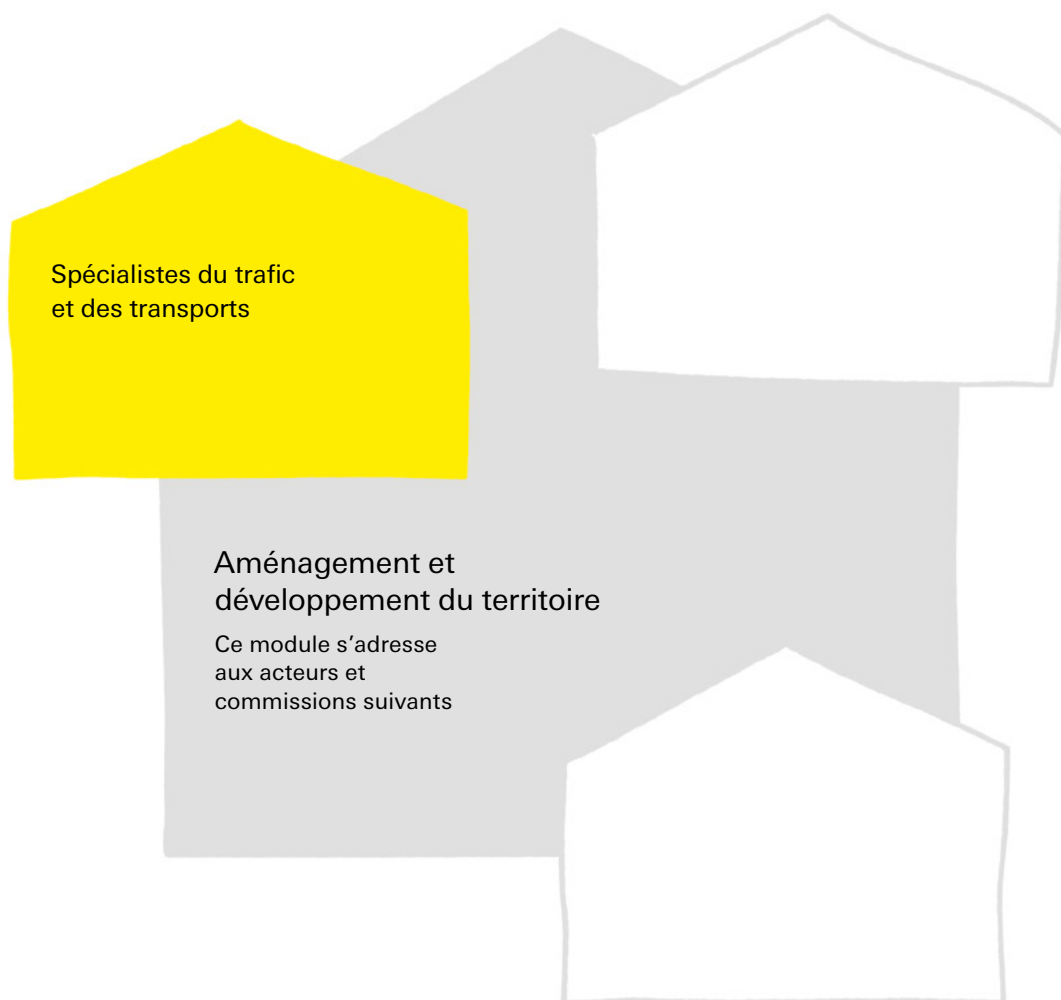 Spécialistes du trafic
et des transports
Aménagement et
développement du territoire
Ce module s’adresse
aux acteurs et
commissions suivants